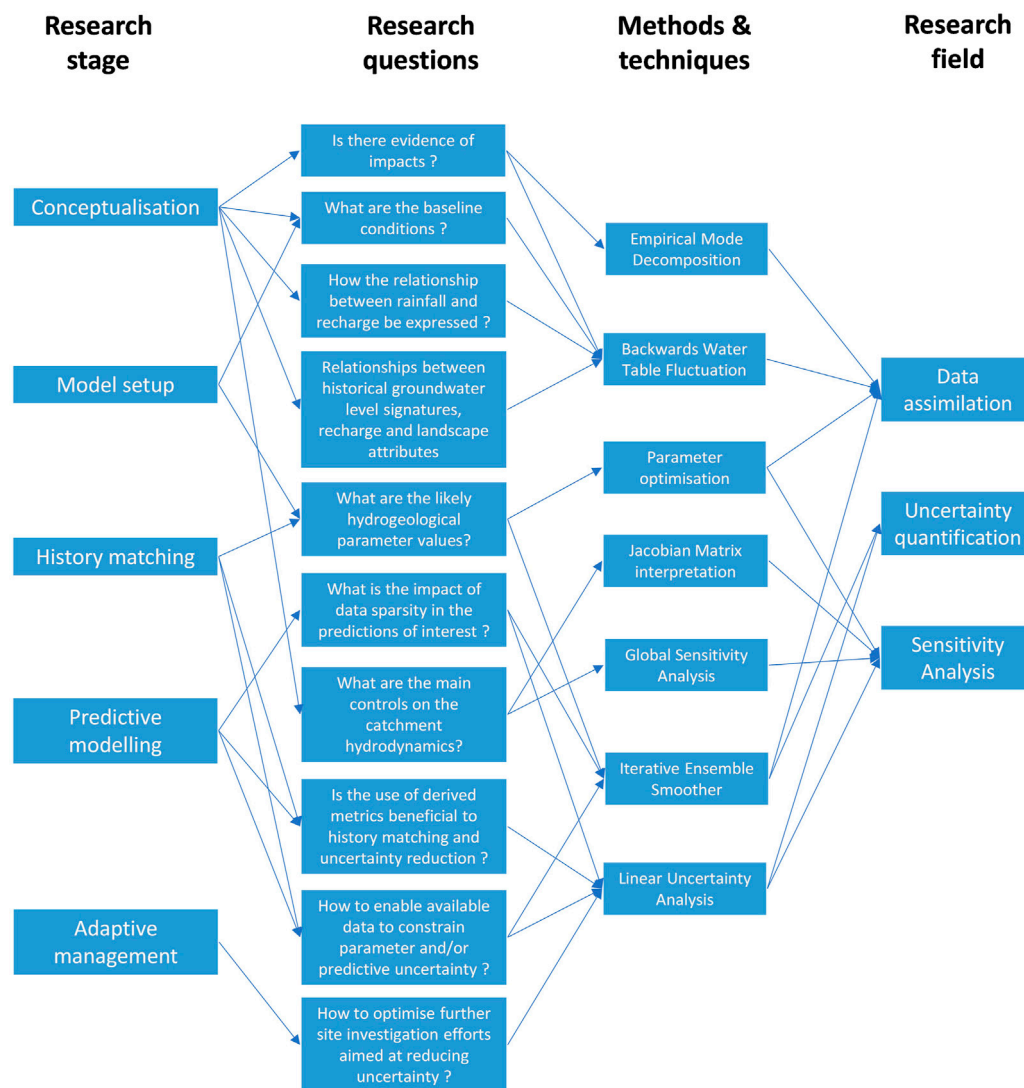 Research
stage
Research
questions
Methods &
techniques
Research
field
Conceptualisation
Model setup
History matching
Predictive
modelling
Adaptive
management
Is there evidence of
impacts ?
What are the baseline
conditions ?
How the relationship
between rainfall and
recharge be expressed ?
Relationships between
historical groundwater
level signatures,
recharge and landscape
attributes
What are the likely
hydrogeological
parameter values?
What is the impact of
data sparsity in the
predictions of interest ?
What are the main
controls on the
catchment
hydrodynamics?
Is the use of derived
metrics beneficial to
history matching and
uncertainty reduction ?
How to enable available
data to constrain
parameter and/or
predictive uncertainty ?
How to optimise further
site investigation efforts
aimed at reducing
uncertainty ?
Empirical Mode
Decomposition
Backwards Water
Table Fluctuation
Parameter
optimisation
Jacobian Matrix
interpretation
Global Sensitivity
Analysis
Iterative Ensemble
Smoother
Linear Uncertainty
Analysis
Data
assimilation
Uncertainty
quantification
Sensitivity
Analysis